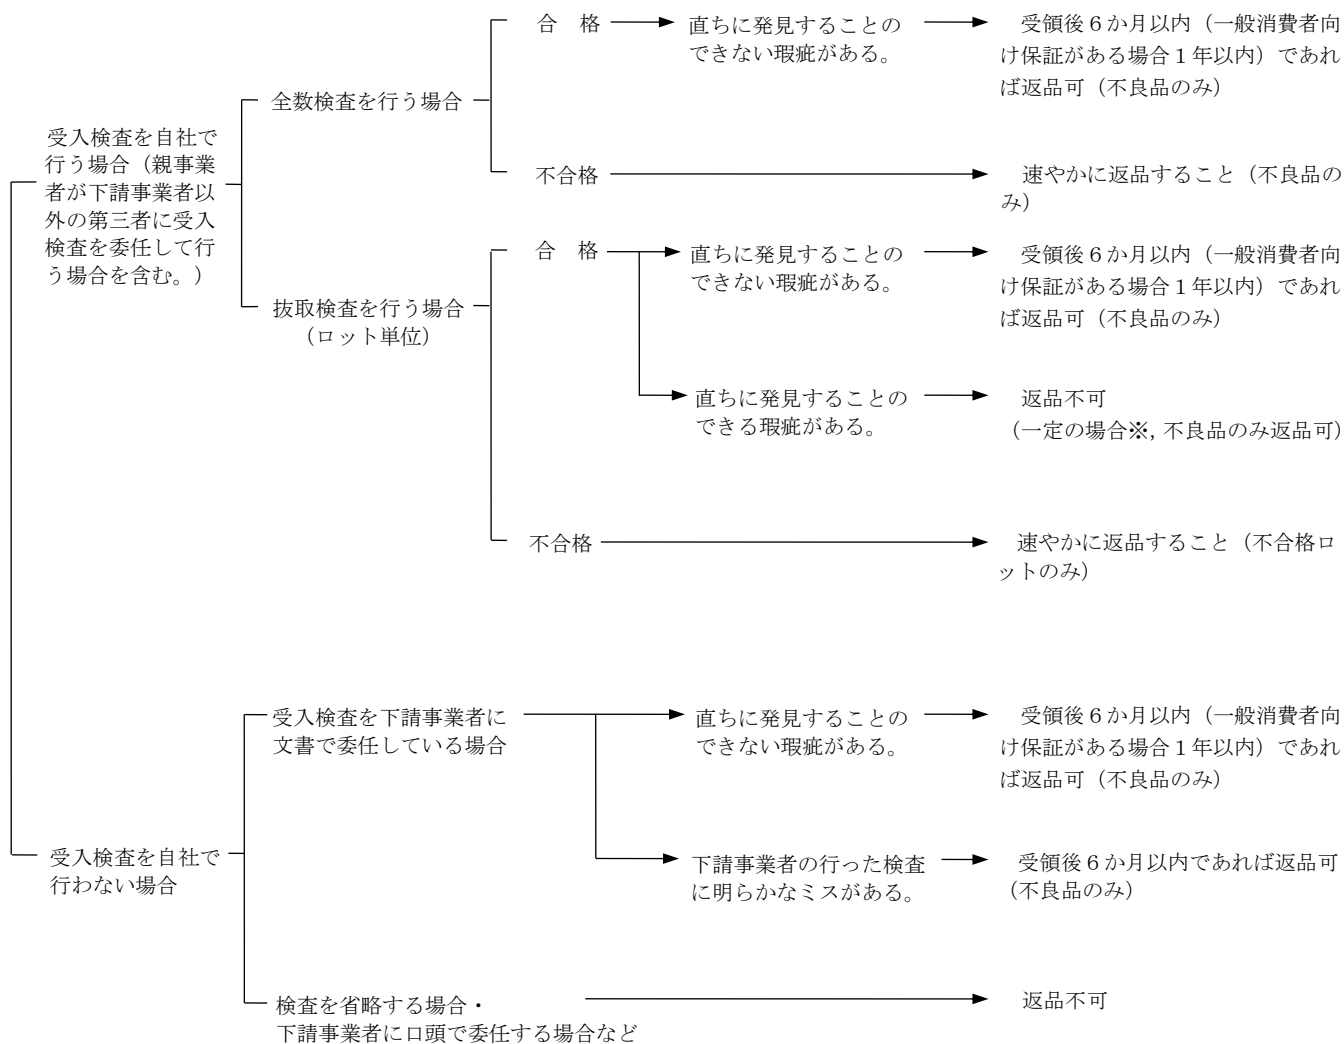 受入検査を自社で
行う場合（親事業
者が下請事業者以
外の第三者に受入
検査を委任して行
う場合を含む。）
全数検査を行う場合
合　格
直ちに発見することの
できない瑕疵がある。
受領後６か月以内（一般消費者向
け保証がある場合１年以内）であれ
ば返品可（不良品のみ）
不合格
速やかに返品すること（不良品の
み）
抜取検査を行う場合
（ロット単位）
合　格
直ちに発見することの
できない瑕疵がある。
受領後６か月以内（一般消費者向
け保証がある場合１年以内）であれ
ば返品可（不良品のみ）
直ちに発見することの
できる瑕疵がある。
返品不可
（一定の場合※，不良品のみ返品可）
不合格
速やかに返品すること（不合格ロ
ットのみ）
受入検査を自社で
行わない場合
受入検査を下請事業者に
文書で委任している場合
直ちに発見することの
できない瑕疵がある。
受領後６か月以内（一般消費者向
け保証がある場合１年以内）であれ
ば返品可（不良品のみ）
下請事業者の行った検査
に明らかなミスがある。
受領後６か月以内であれば返品可
（不良品のみ）
検査を省略する場合・
下請事業者に口頭で委任する場合など
返品不可